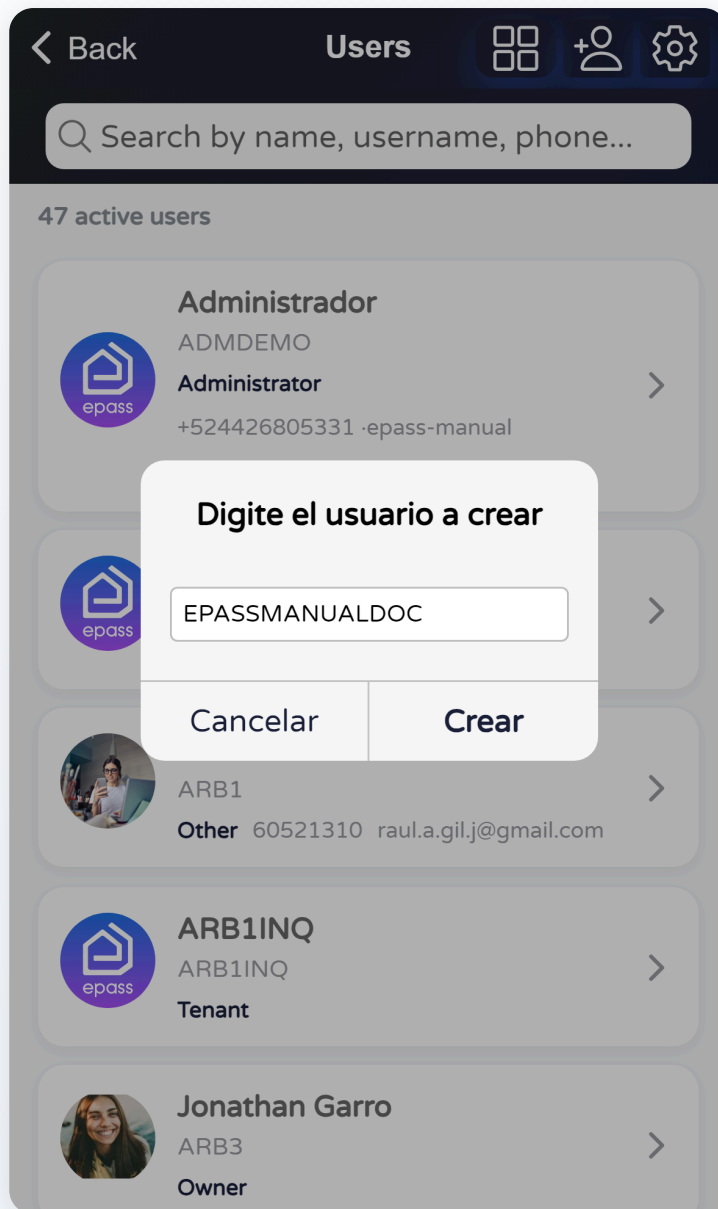 Back
Users
Search by name, username, phone...
47 active users
Administrador
ADMDEMO
Administrator
+524426805331 ·epass-manual
epass
Digite el usuario a crear
EPASSMANUALDOC
Cancelar
Crear
epass
ARB1
Other 60521310 raul.a.gil.j@gmail.com
ARB1INQ
ARB1INQ
Tenant
epass
Jonathan Garro
ARB3
Owner